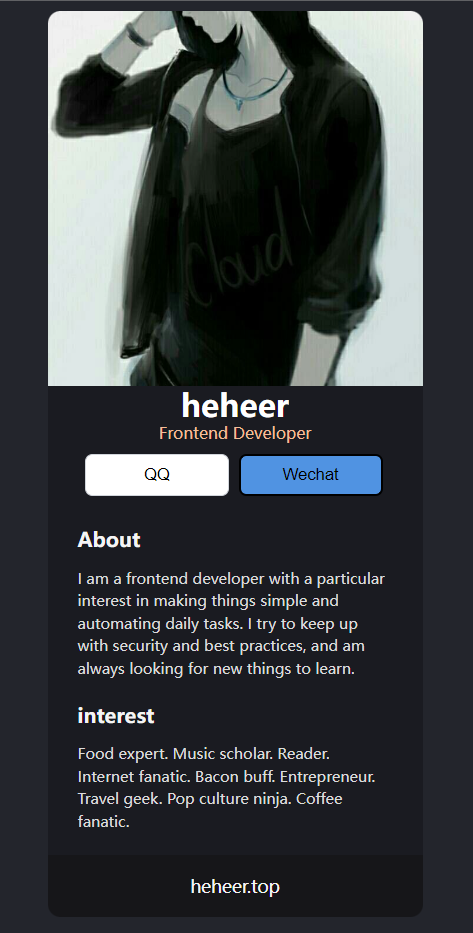 Cloud
heheer
Frontend Developer
QQ
Wechat
About
I am a frontend developer with a particular
interest in making things simple and
automating daily tasks. I try to keep up
with security and best practices, and am
always looking for new things to learn.
interest
Food expert. Music scholar. Reader.
Internet fanatic. Bacon buff. Entrepreneur.
Travel geek. Pop culture ninja. Coffee
fanatic.
heheer.top